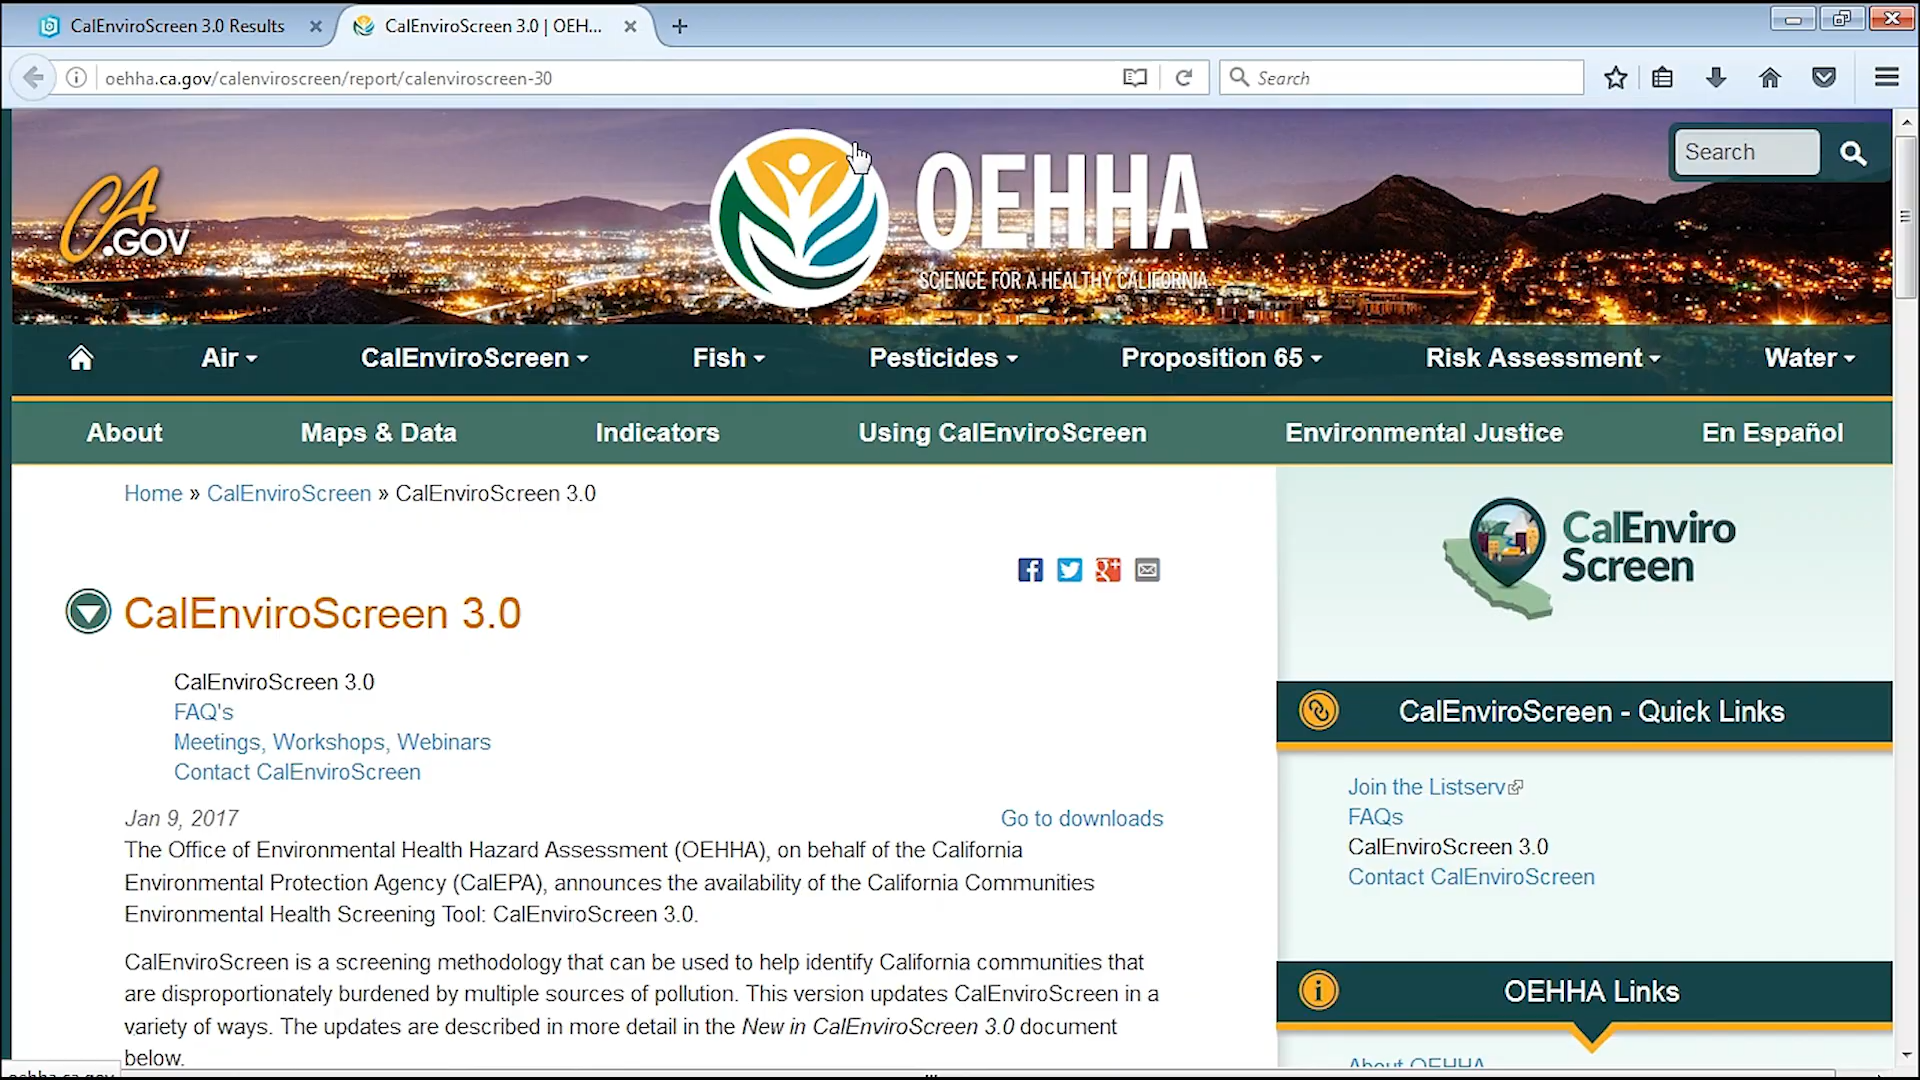 CalEnviroScreen 3.0 Results
CalEnviroScreen 3.0 | OEH...
oehha.ca.gov/calenviroscreen/report/calenviroscreen-30
Search
CA
.GOV
OEHHA
SCIENCE FOR A HEALTHY CALIFORNIA
Search
Air
CalEnviroScreen
Fish
Pesticides
Proposition 65
Risk Assessment
Water
About
Maps & Data
Indicators
Using CalEnviroScreen
Environmental Justice
En Español
Home » CalEnviroScreen » CalEnviroScreen 3.0
CalEnviroScreen 3.0
CalEnviroScreen 3.0
FAQ's
Meetings, Workshops, Webinars
Contact CalEnviroScreen
Jan 9, 2017
Go to downloads
The Office of Environmental Health Hazard Assessment (OEHHA), on behalf of the California
Environmental Protection Agency (CalEPA), announces the availability of the California Communities
Environmental Health Screening Tool: CalEnviroScreen 3.0.
CalEnviroScreen is a screening methodology that can be used to help identify California communities that
are disproportionately burdened by multiple sources of pollution. This version updates CalEnviroScreen in a
variety of ways. The updates are described in more detail in the New in CalEnviroScreen 3.0 document
below.
CalEnviro
Screen
CalEnviroScreen - Quick Links
Join the Listserv
FAQs
CalEnviroScreen 3.0
Contact CalEnviroScreen
OEHHA Links
About OEHHA
oehha.ca.gov